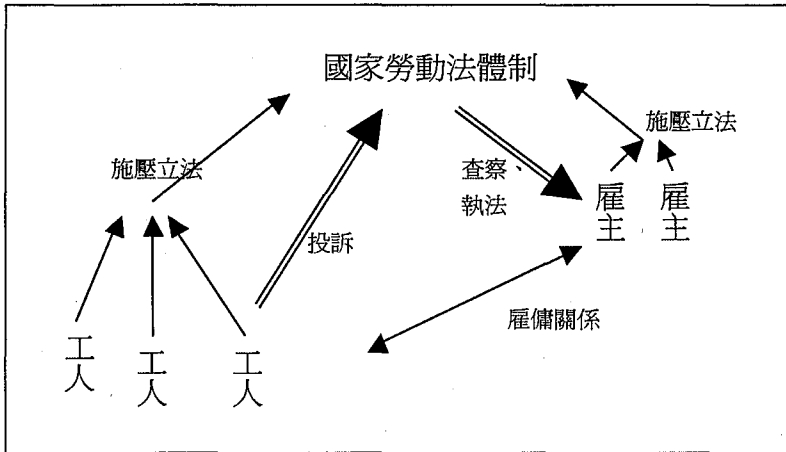 國家勞動法體制
施壓立法
施壓立法
查察、
執法
雇主
雇主
投訴
雇傭關係
工人
工人
工人